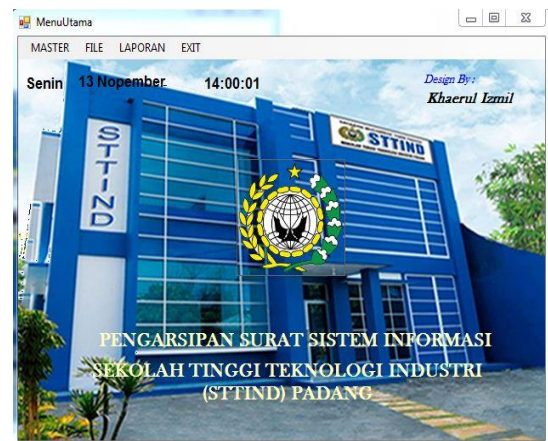 MenuUtama
MASTER FILE LAPORAN EXIT
Senin 13 Nopember 14:00:01
Design By :
Khaerul Izmil
STTIND
STTIND
PENGARSIPAN SURAT SISTEM INFORMASI
SEKOLAH TINGGI TEKNOLOGI INDUSTRI
(STTIND) PADANG